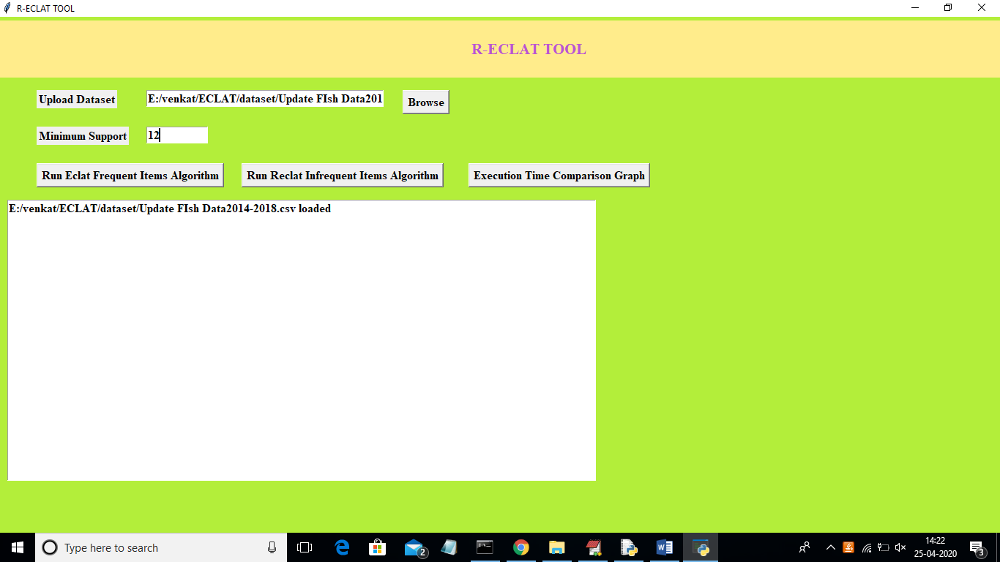 R-ECLAT TOOL
R-ECLAT TOOL
Upload Dataset E:/venkat/ECLAT/dataset/Update FIsh Data201 Browse
Minimum Support 12
Run Eclat Frequent Items Algorithm Run Reclat Infrequent Items Algorithm Execution Time Comparison Graph
E:/venkat/ECLAT/dataset/Update FIsh Data2014-2018.csv loaded
Type here to search 2 14:22
25-04-2020 3